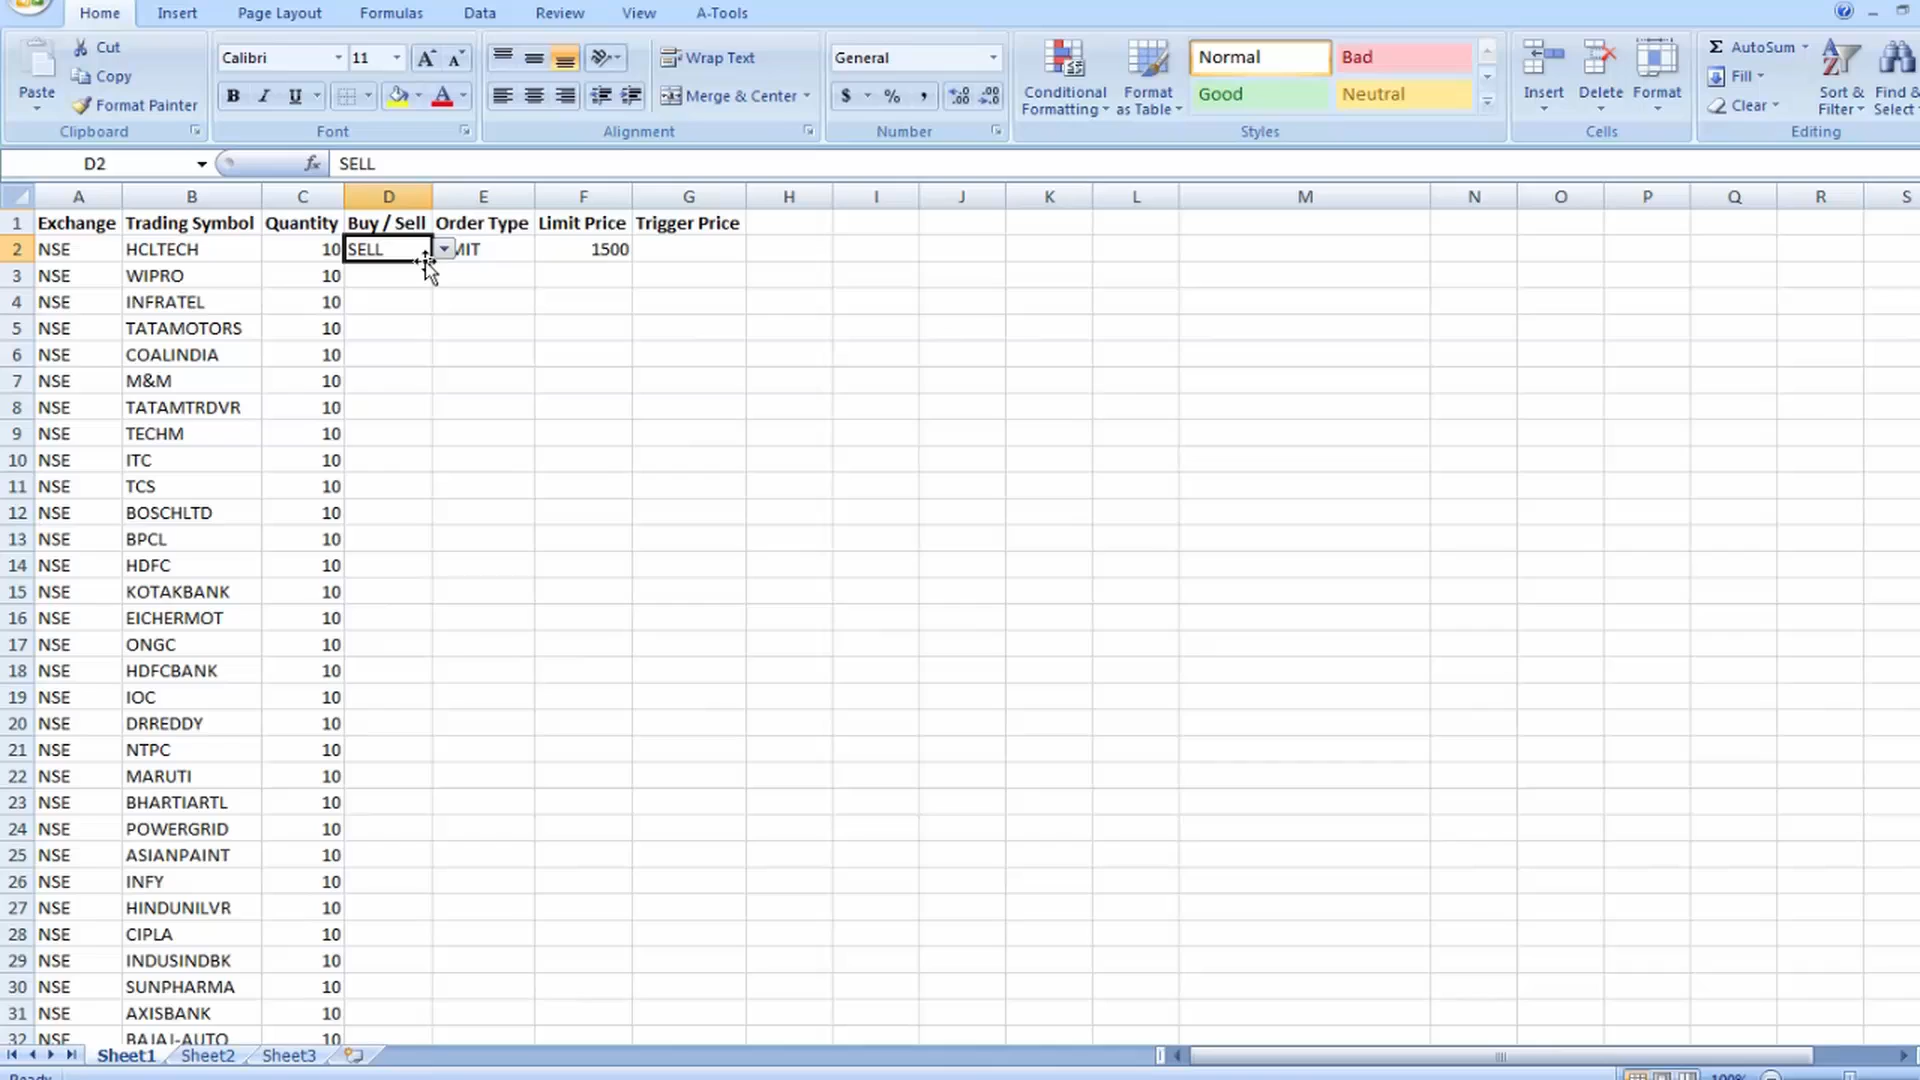 Home Insert Page Layout Formulas Data Review View A-Tools
Paste Cut Copy Format Painter Clipboard
Calibri 11 B I U A Font
Wrap Text Merge & Center Alignment
General $ % , Number
Conditional Formatting Format as Table Normal Bad Good Neutral Styles
Insert Delete Format Cells
Σ AutoSum Fill Clear Sort & Filter Find & Select Editing
D2 fx SELL
A B C D E F G H I J K L M N O P Q R S
1 Exchange Trading Symbol Quantity Buy / Sell Order Type Limit Price Trigger Price
2 NSE HCLTECH 10 SELL MIT 1500
3 NSE WIPRO 10
4 NSE INFRATEL 10
5 NSE TATAMOTORS 10
6 NSE COALINDIA 10
7 NSE M&M 10
8 NSE TATAMTRDVR 10
9 NSE TECHM 10
10 NSE ITC 10
11 NSE TCS 10
12 NSE BOSCHLTD 10
13 NSE BPCL 10
14 NSE HDFC 10
15 NSE KOTAKBANK 10
16 NSE EICHERMOT 10
17 NSE ONGC 10
18 NSE HDFCBANK 10
19 NSE IOC 10
20 NSE DRREDDY 10
21 NSE NTPC 10
22 NSE MARUTI 10
23 NSE BHARTIARTL 10
24 NSE POWERGRID 10
25 NSE ASIANPAINT 10
26 NSE INFY 10
27 NSE HINDUNILVR 10
28 NSE CIPLA 10
29 NSE INDUSINDBK 10
30 NSE SUNPHARMA 10
31 NSE AXISBANK 10
32 NSE BAJAJ-AUTO 10
Sheet1 Sheet2 Sheet3
Ready 100%